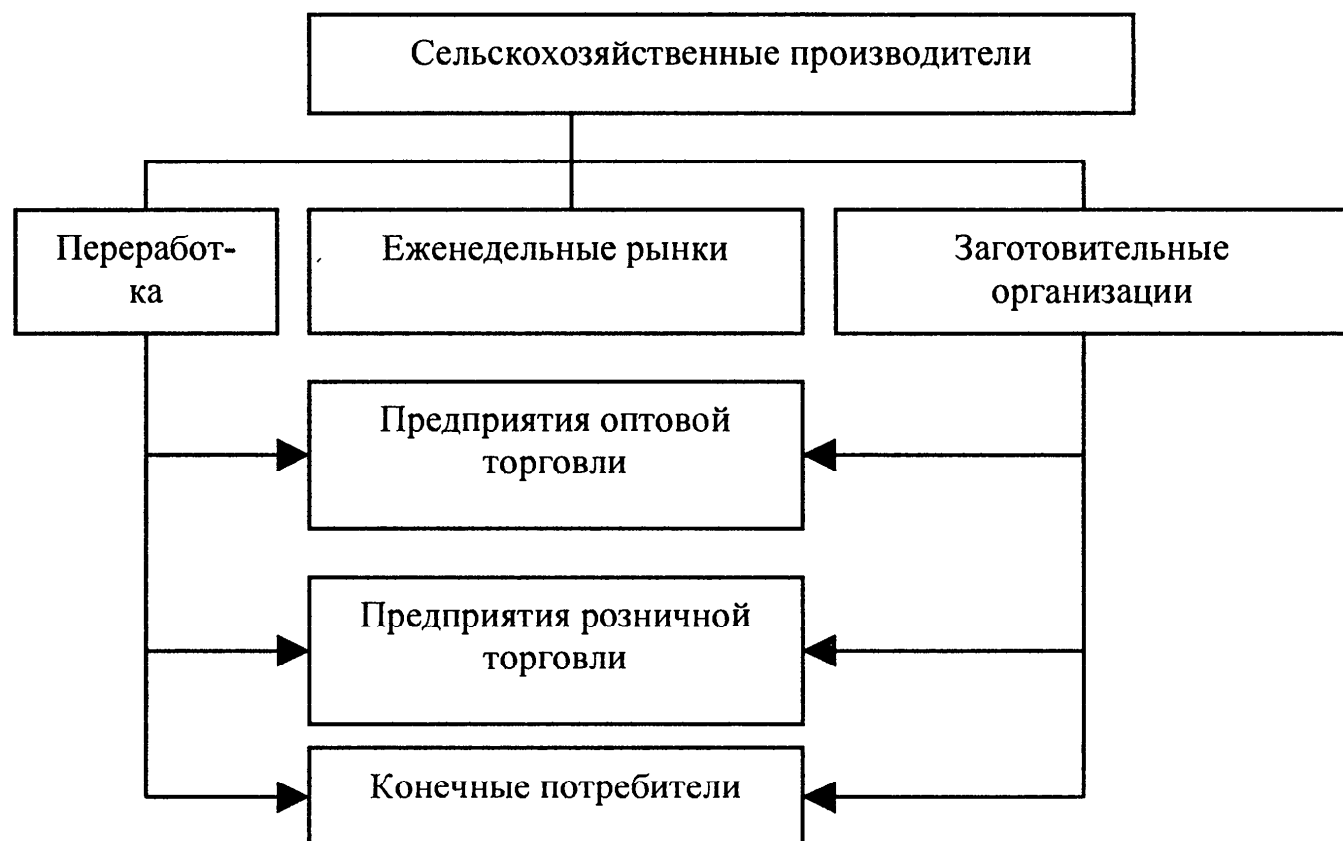 Сельскохозяйственные производители
Переработ-
ка
Еженедельные рынки
Заготовительные
организации
Предприятия оптовой
торговли
Предприятия розничной
торговли
Конечные потребители